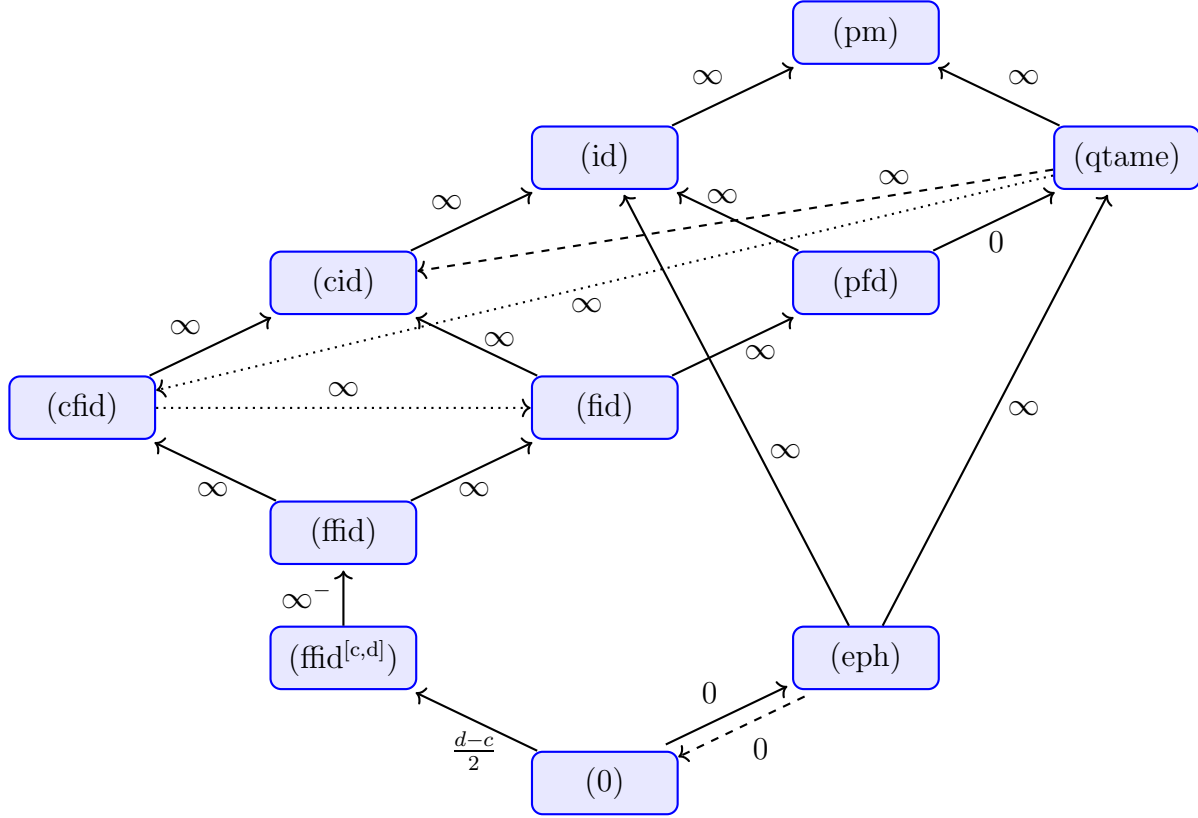 (pm)
∞ ∞
(id) (qtame)
∞ ∞ ∞
0
(cid) (pfd)
∞ ∞ ∞
∞ ∞
(cfid) (fid) ∞
∞
∞ ∞
(ffid)
∞⁻
(ffid^[c,d]) (eph)
0
d−c/2 0
(0)